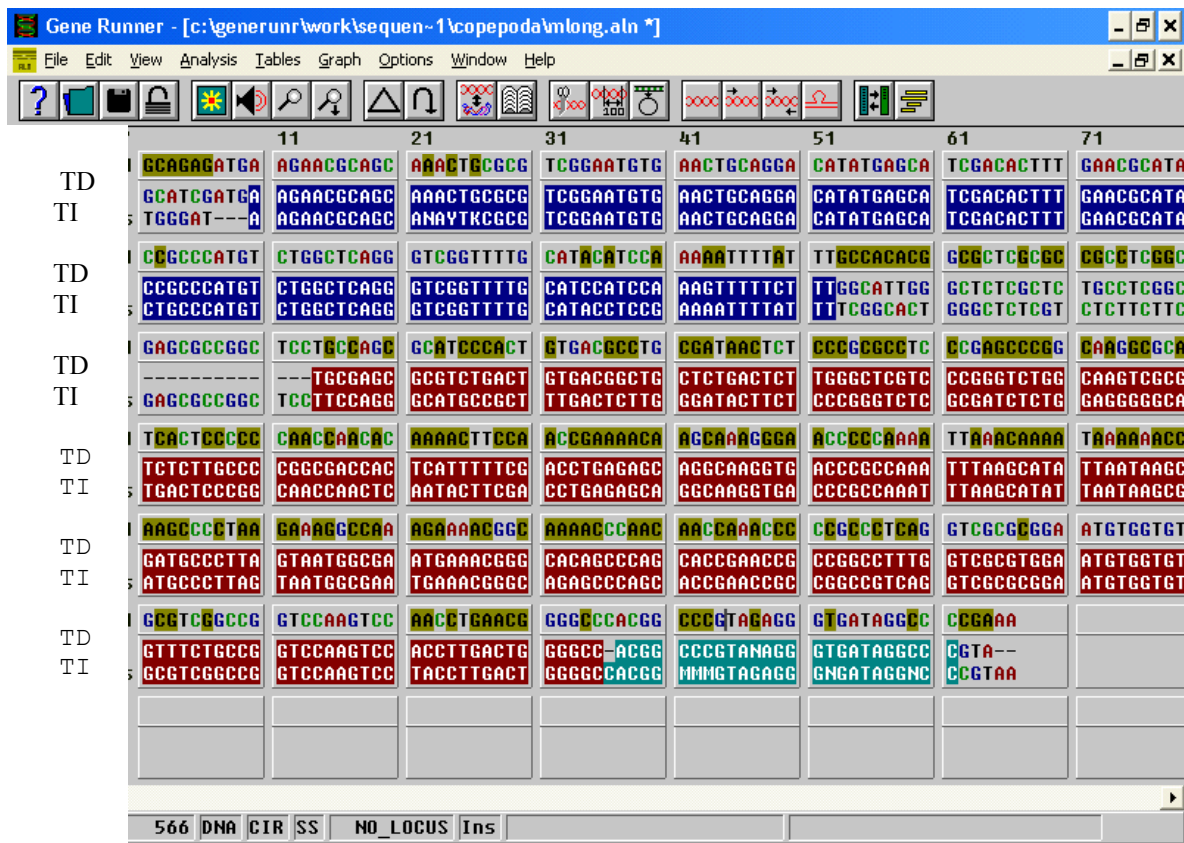 Gene Runner - [c:\generunr\work\sequen~1\copepoda\mlong.aln *]
File Edit View Analysis Tables Graph Options Window Help
11 21 31 41 51 61 71
GCAGAGATGA AGAACGCAGC AAACTGCGCG TCGGAATGTG AACTGCAGGA CATATGAGCA TCGACACTTT GAACGCATA
TD GCATCGATGA AGAACGCAGC AAACTGCGCG TCGGAATGTG AACTGCAGGA CATATGAGCA TCGACACTTT GAACGCATA
TI TGGGAT---A AGAACGCAGC ANAYTKCGCG TCGGAATGTG AACTGCAGGA CATATGAGCA TCGACACTTT GAACGCATA
CCGCCCATGT CTGGCTCAGG GTCGGTTTTG CATACATCCA AAAATTTTAT TTGCCACACG GCGCTCGCGC CGCCTCGGC
TD CCGCCCATGT CTGGCTCAGG GTCGGTTTTG CATCCATCCA AAGTTTTTCT TTGGCATTGG GCTCTCGCTC TGCCTCGGC
TI CTGCCCATGT CTGGCTCAGG GTCGGTTTTG CATACCTCCG AAAATTTTAT TTTCGGCACT GGGCTCTCGT CTCTTCTTC
GAGCGCCGGC TCCTGCCAGC GCATCCCACT GTGACGCCTG CGATAACTCT CCCGCGCCTC CCGAGCCCGG CAAGGCGCA
TD ---------- ---TGCGAGC GCGTCTGACT GTGACGGCTG CTCTGACTCT TGGGCTCGTC CCGGGTCTGG CAAGTCGCG
TI GAGCGCCGGC TCCTTCCAGG GCATGCCGCT TTGACTCTTG GGATACTTCT CCCGGGTCTC GCGATCTCTG GAGGGGGCA
TCACTCCCCC CAACCAACAC AAAACTTCCA ACCGAAAACA AGCAAAGGGA ACCCCCAAAA TTAAACAAAA TAAAAAACC
TD TCTCTTGCCC CGGCGACCAC TCATTTTTCG ACCTGAGAGC AGGCAAGGTG ACCCGCCAAA TTTAAGCATA TTAATAAGC
TI TGACTCCCGG CAACCAACTC AATACTTCGA CCTGAGAGCA GGCAAGGTGA CCCGCCAAAT TTAAGCATAT TAATAAGCG
AAGCCCCTAA GAAAGGCCAA AGAAAACGGC AAAACCCAAC AACCAAACCC CCGCCCTCAG GTCGCGCGGA ATGTGGTGT
TD GATGCCCTTA GTAATGGCGA ATGAAACGGG CACAGCCCAG CACCGAACCG CCGGCCTTTG GTCGCGTGGA ATGTGGTGT
TI ATGCCCTTAG TAATGGCGAA TGAAACGGGC AGAGCCCAGC ACCGAACCGC CGGCCGTCAG GTCGCGCGGA ATGTGGTGT
GCGTCGGCCG GTCCAAGTCC AACCTGAACG GGGCCCACGG CCCGTAGAGG GTGATAGGCC CCGAAA
TD GTTTCTGCCG GTCCAAGTCC ACCTTGACTG GGGCC-ACGG CCCGTANAGG GTGATAGGCC CGTA--
TI GCGTCGGCCG GTCCAAGTCC TACCTTGACT GGGGCCACGG MMMGTAGAGG GNGATAGGNC CCGTAA
566 DNA CIR SS NO_LOCUS Ins